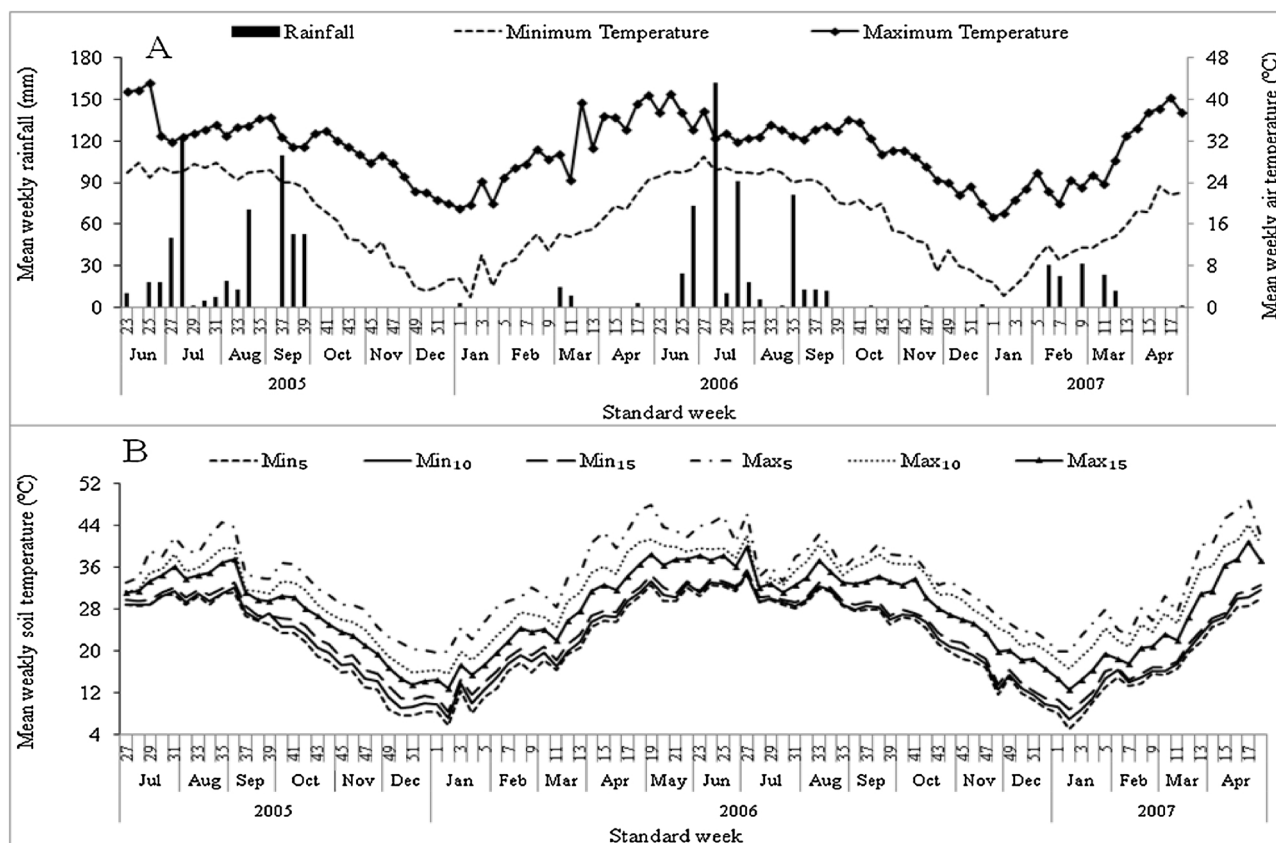 A
Rainfall Minimum Temperature Maximum Temperature
Mean weekly rainfall (mm)
180 150 120 90 60 30 0
48 40 32 24 16 8 0
Mean weekly air temperature (°C)
23 25 27 29 31 33 35 37 39 41 43 45 47 49 51 1 3 5 7 9 11 13 15 17 23 25 27 29 31 33 35 37 39 41 43 45 47 49 51 1 3 5 7 9 11 13 15 17
Jun Jul Aug Sep Oct Nov Dec Jan Feb Mar Apr Jun Jul Aug Sep Oct Nov Dec Jan Feb Mar Apr
2005 2006 2007
Standard week
B
Min₅ Min₁₀ Min₁₅ Max₅ Max₁₀ Max₁₅
Mean weakly soil temperature (°C)
52 44 36 28 20 12 4
27 29 31 33 35 37 39 41 43 45 47 49 51 1 3 5 7 9 11 13 15 17 19 21 23 25 27 29 31 33 35 37 39 41 43 45 47 49 51 1 3 5 7 9 11 13 15 17
Jul Aug Sep Oct Nov Dec Jan Feb Mar Apr May Jun Jul Aug Sep Oct Nov Dec Jan Feb Mar Apr
2005 2006 2007
Standard week